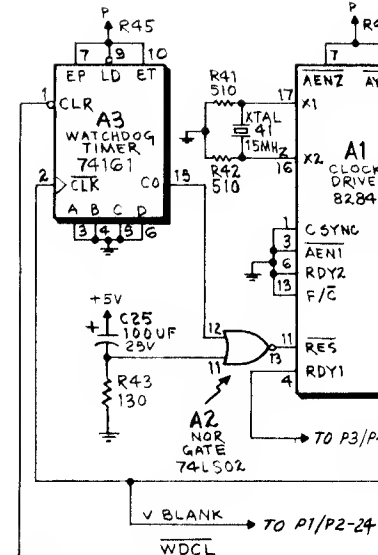 P
R45
7 9 10
EP LD ET
1
CLR
A3
WATCHDOG
TIMER
74161
2
CLK
CO
15
A B C D
3 4 5 6
+5V
+
C25
100UF
25V
R43
130
R41
510
XTAL
41
15MHZ
R42
510
17
X1
16
X2
P
7
AEN2
A1
8284
1
CSYNC
3
AEN1
6
RDY2
13
F/C
12
11
13
11
RES
4
RDY1
A2
NOR
GATE
74LS02
TO P3/P
V BLANK
TO P1/P2-24
WDCL